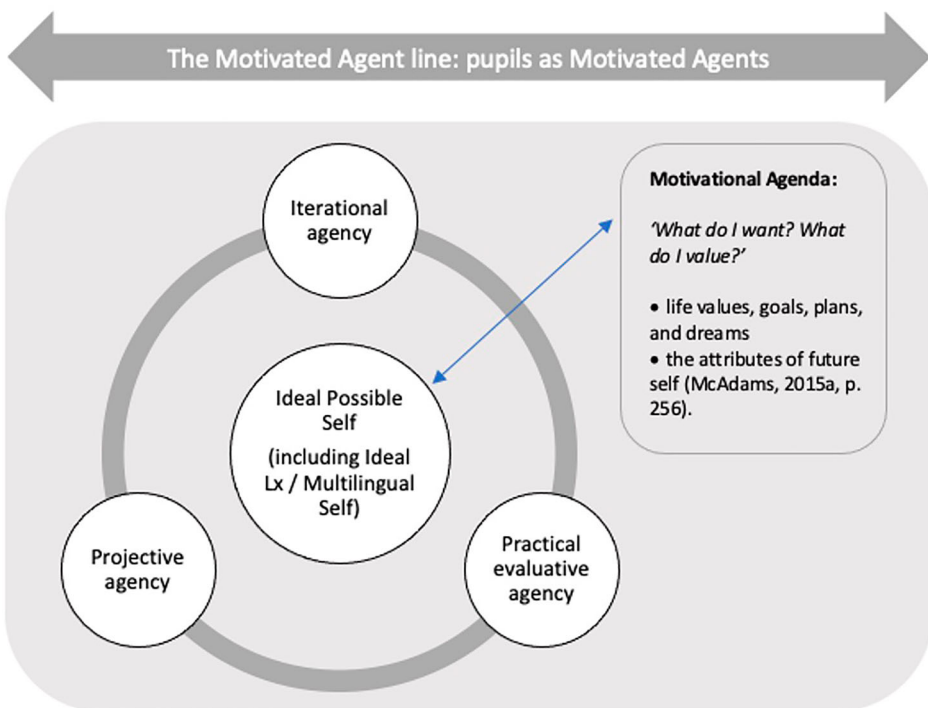 The Motivated Agent line: pupils as Motivated Agents
Iterational
agency
Motivational Agenda:
‘What do I want? What
do I value?’
• life values, goals, plans,
and dreams
• the attributes of future
self (McAdams, 2015a, p.
256).
Ideal Possible
Self
(including Ideal
Lx / Multilingual
Self)
Projective
agency
Practical
evaluative
agency